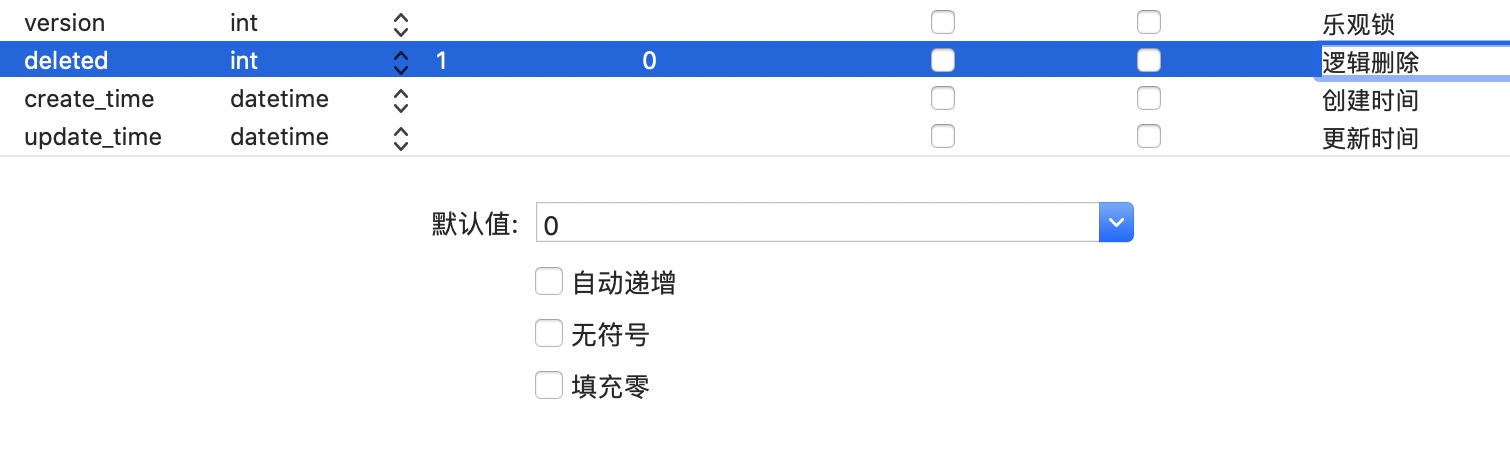 version int 乐观锁
deleted int 1 0 逻辑删除
create_time datetime 创建时间
update_time datetime 更新时间
默认值: 0
自动递增
无符号
填充零